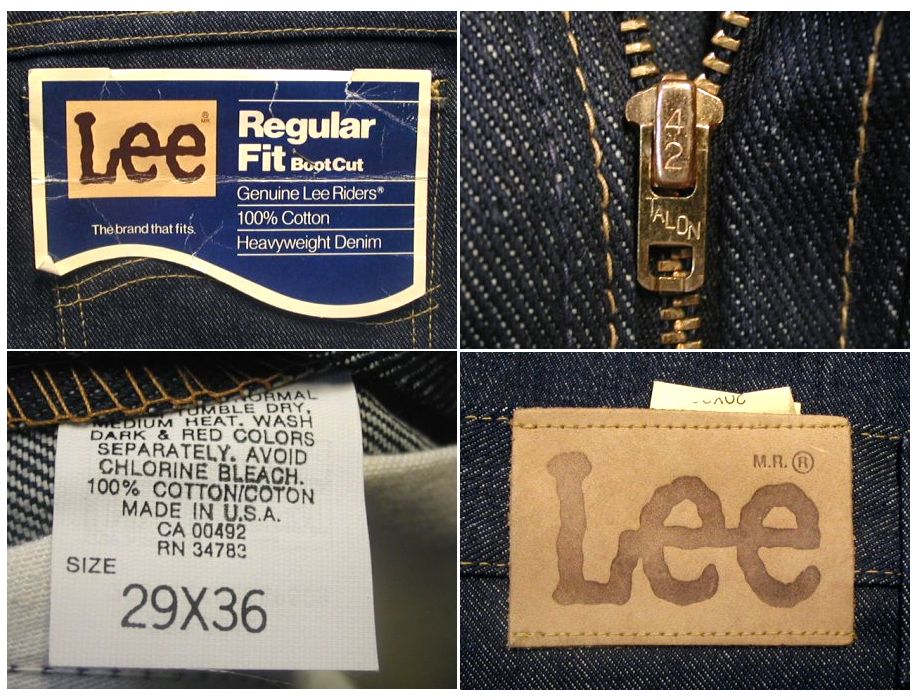 Lee
®
M.R.
Regular
Fit BootCut
Genuine Lee Riders®
100% Cotton
Heavyweight Denim
The brand that fits.
42
TALON
TUMBLE DRY,
MEDIUM HEAT. WASH
DARK & RED COLORS
SEPARATELY. AVOID
CHLORINE BLEACH.
100% COTTON/COTON
MADE IN U.S.A.
CA 00492
RN 34783
SIZE
29X36
M.R.®
Lee